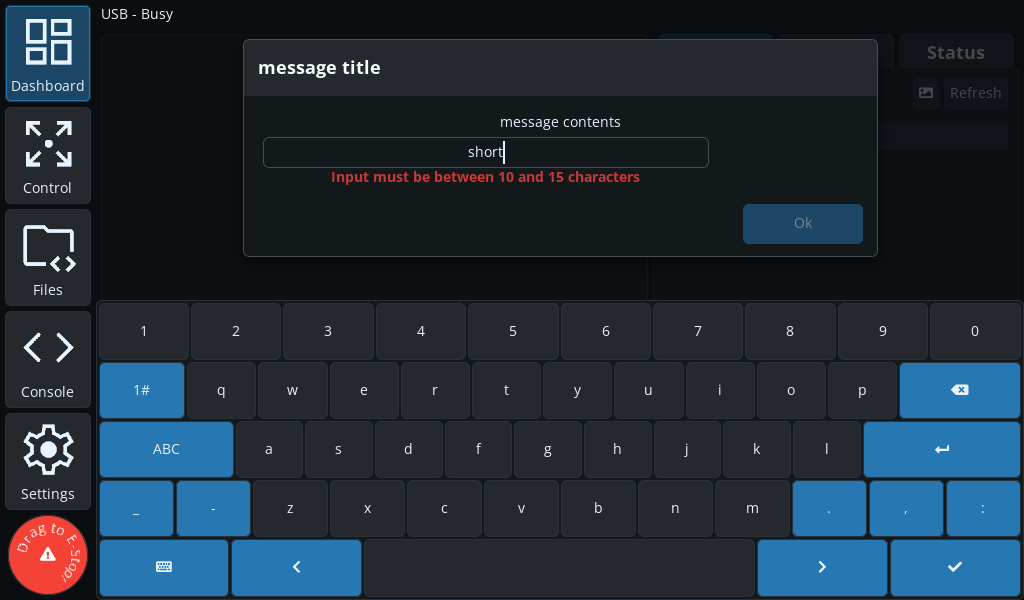 USB - Busy
Dashboard
Control
Files
Console
Settings
Drag to E-Stop!
Status
Refresh
message title
message contents
short
Input must be between 10 and 15 characters
Ok
1 2 3 4 5 6 7 8 9 0
1# q w e r t y u i o p
ABC a s d f g h j k l
_ - z x c v b n m . , :